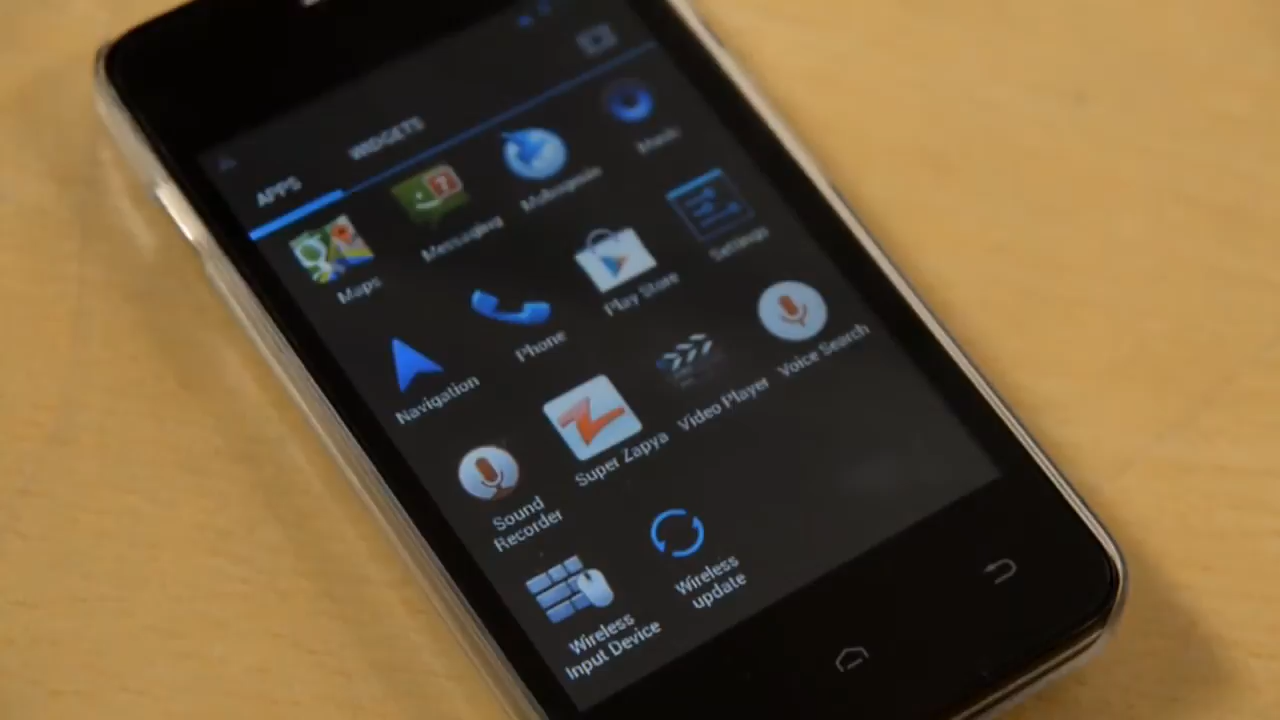 APPS
WIDGETS
Maps
Messaging
Mobogenie
Music
Navigation
Phone
Play Store
Settings
Sound
Recorder
Super Zapya
Video Player
Voice Search
Wireless
Input Device
Wireless
update